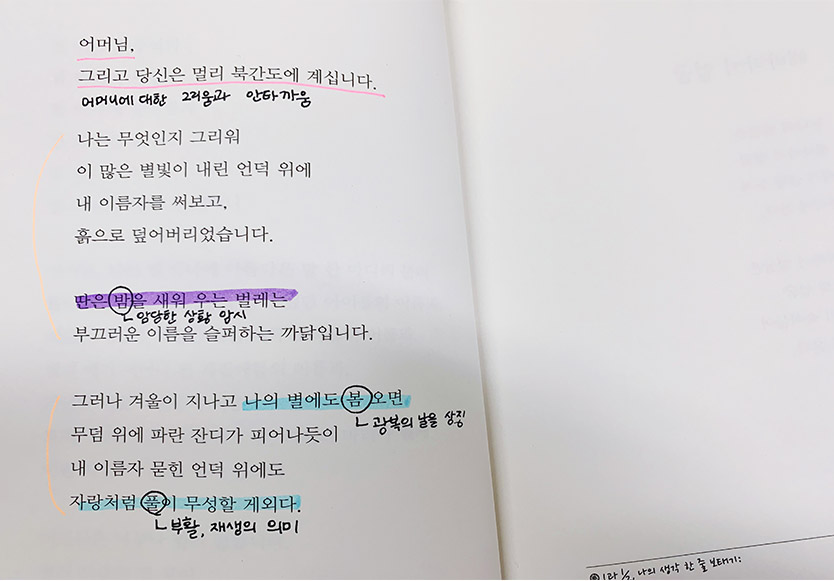 어머님,
그리고 당신은 멀리 북간도에 계십니다.
어머니에 대한 그리움과 안타까움
나는 무엇인지 그리워
이 많은 별빛이 내린 언덕 위에
내 이름자를 써보고,
흙으로 덮어버리었습니다.
딴은 밤을 새워 우는 벌레는
암담한 상황 암시
부끄러운 이름을 슬퍼하는 까닭입니다.
그러나 겨울이 지나고 나의 별에도 봄 오면
광복의 날을 상징
무덤 위에 파란 잔디가 피어나듯이
내 이름자 묻힌 언덕 위에도
자랑처럼 풀이 무성할 게외다.
부활, 재생의 의미
나의 생각 한 줄 보태기: